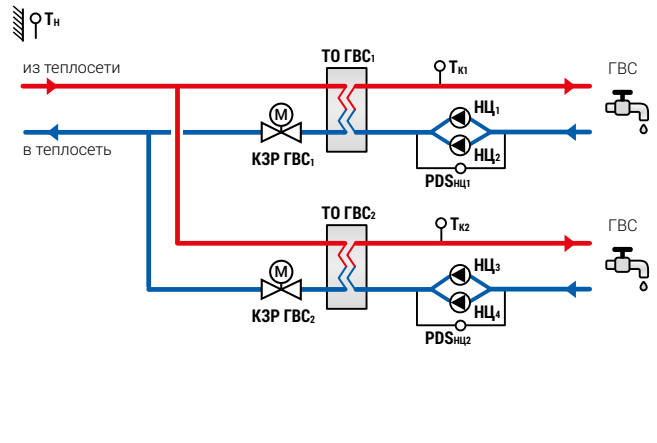 Tн
из теплосети
ТО ГВС₁
Tк1
ГВС
M
НЦ₁
в теплосеть
КЗР ГВС₁
НЦ₂
PDSнц1
ТО ГВС₂
Tк2
ГВС
M
НЦ₃
КЗР ГВС₂
НЦ₄
PDSнц2